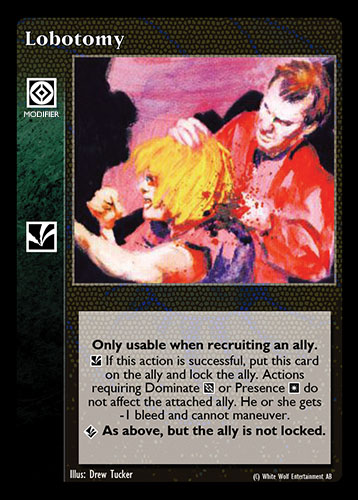 Lobotomy
MODIFIER
Only usable when recruiting an ally.
If this action is successful, put this card
on the ally and lock the ally. Actions
requiring Dominate or Presence do
not affect the attached ally. He or she gets
-1 bleed and cannot maneuver.
As above, but the ally is not locked.
Illus: Drew Tucker
(C) White Wolf Entertainment AB